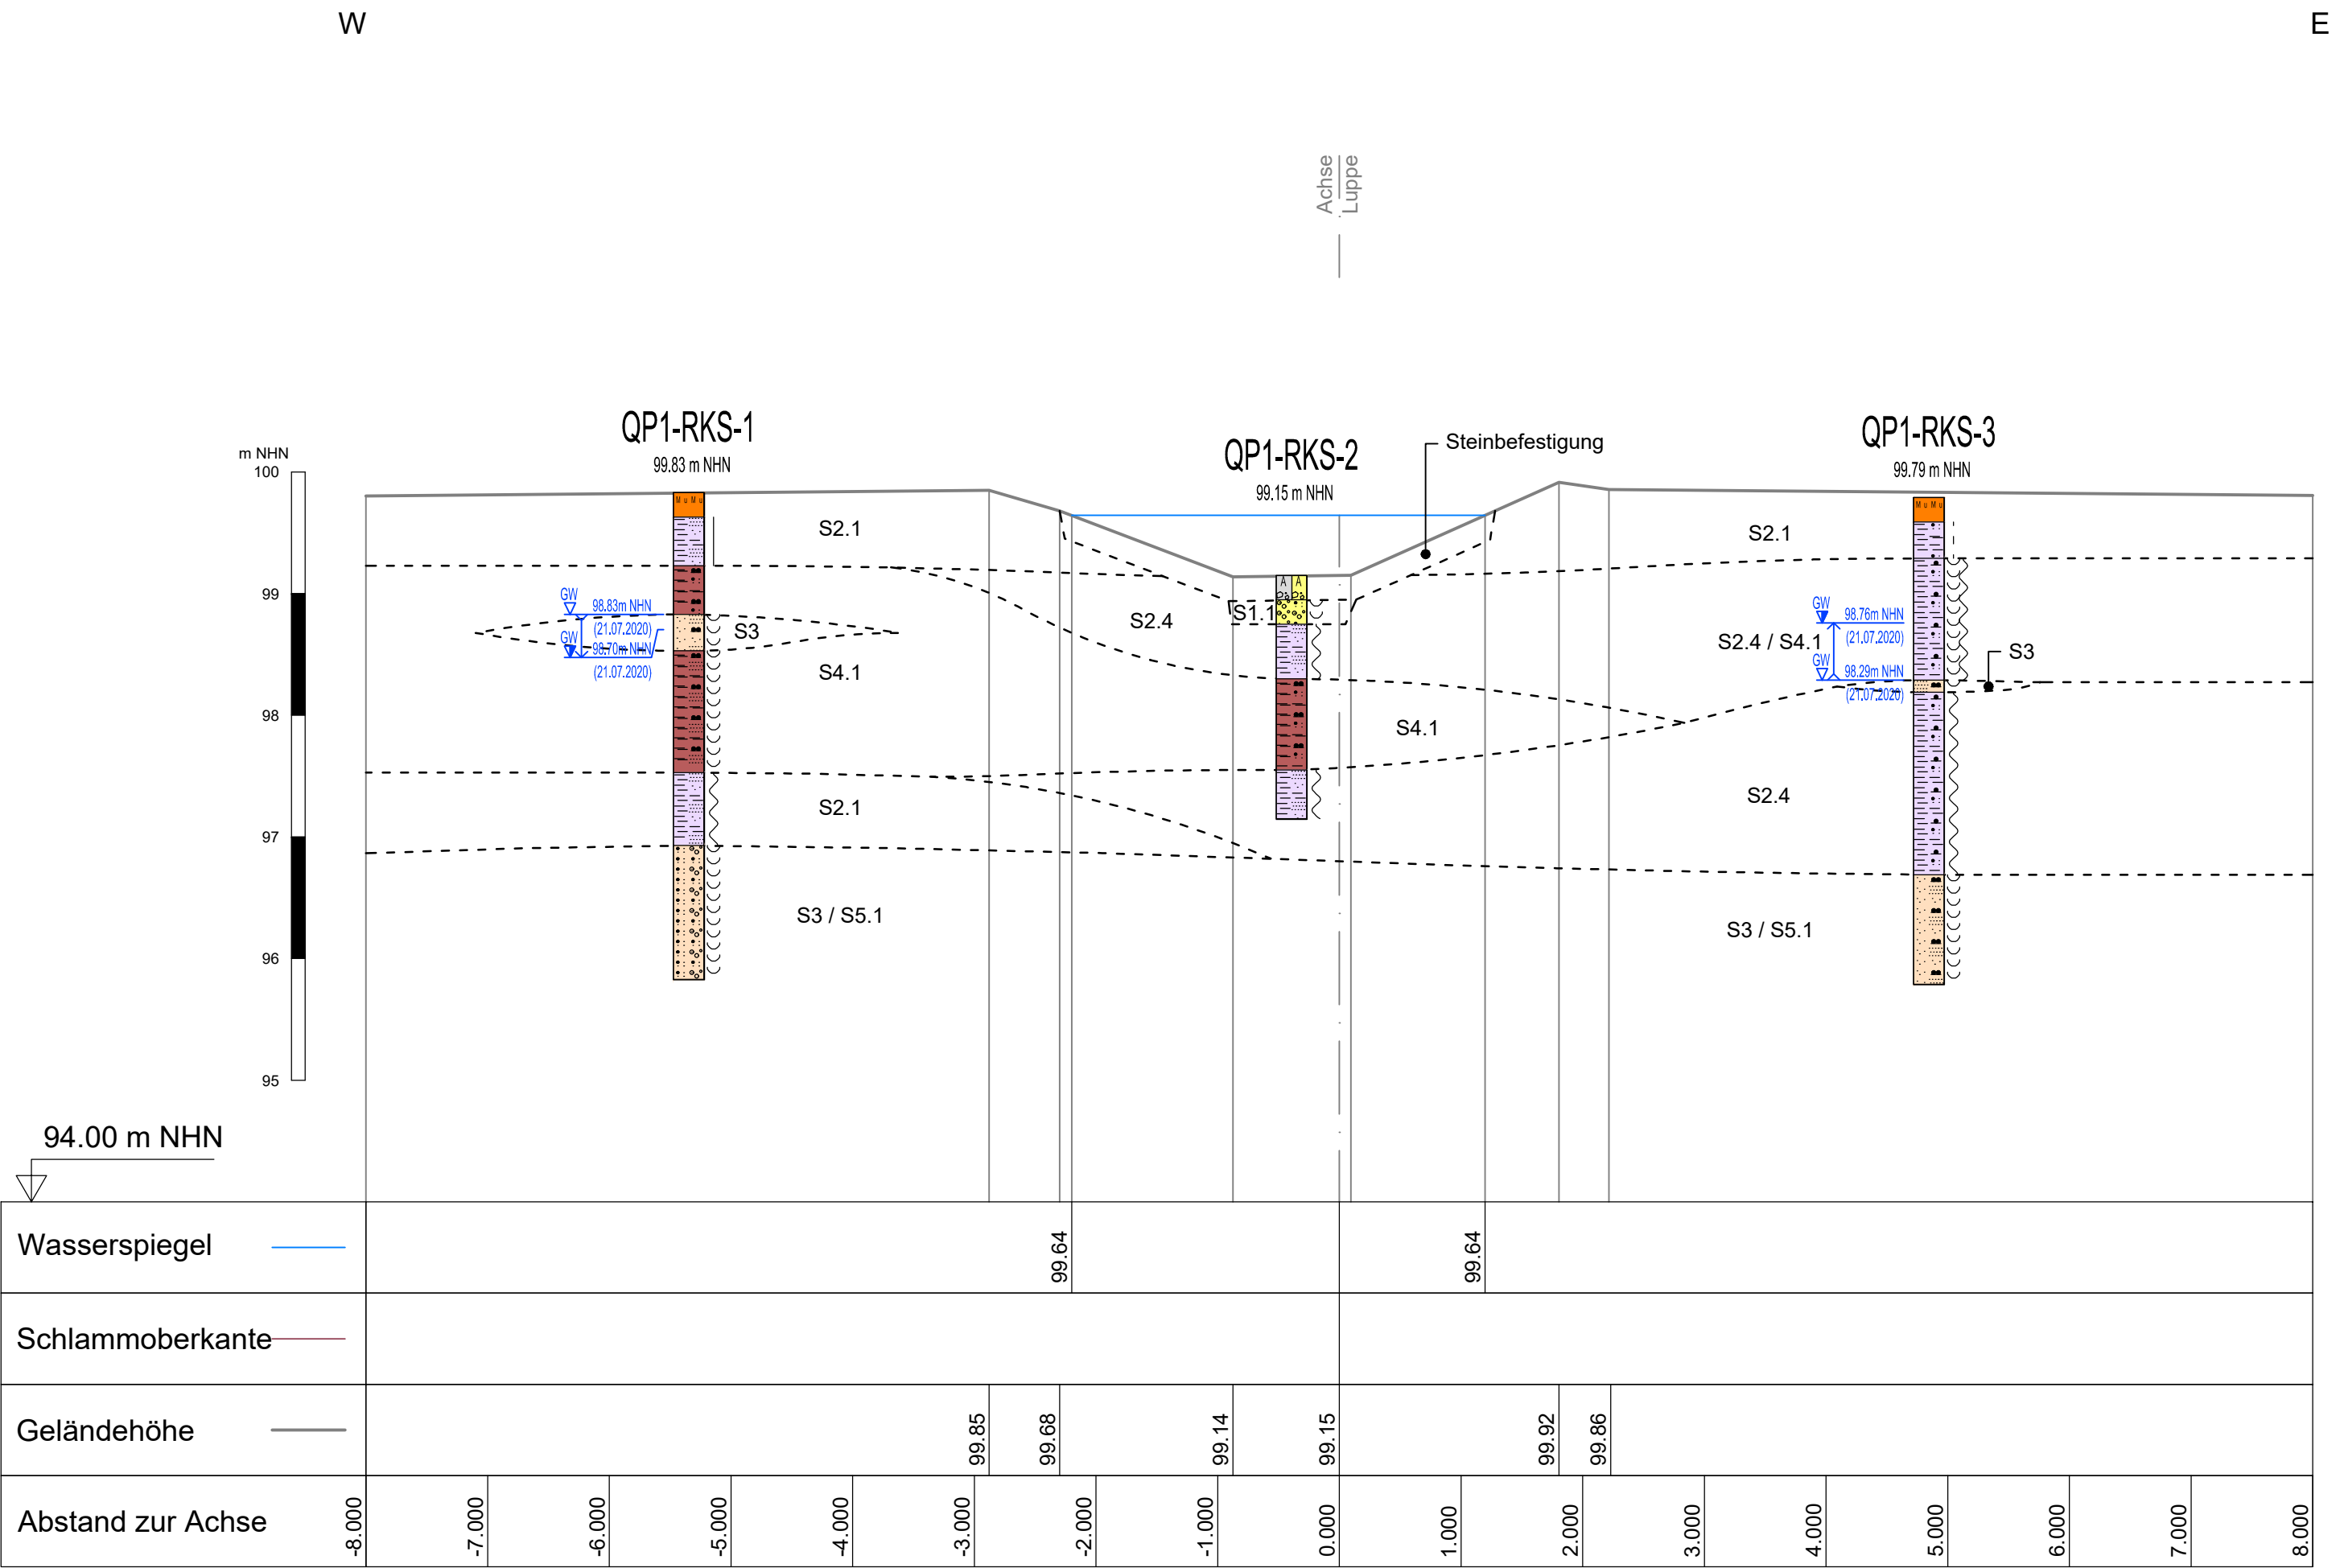 W
E
Achse
Luppe
QP1-RKS-1
99.83 m NHN
QP1-RKS-2
99.15 m NHN
QP1-RKS-3
99.79 m NHN
Steinbefestigung
m NHN
100
99
98
97
96
95
Mu Mu
Mu Mu
A A
S2.1
S2.1
S2.4
S1.1
S3
S4.1
GW
98.83m NHN
(21.07.2020)
GW
98.70m NHN
(21.07.2020)
GW
98.76m NHN
(21.07.2020)
GW
98.29m NHN
(21.07.2020)
S2.4 / S4.1
S3
S4.1
S2.1
S2.4
S3 / S5.1
S3 / S5.1
94.00 m NHN
Wasserspiegel
99.64
99.64
Schlammoberkante
Geländehöhe
99.85
99.68
99.14
99.15
99.92
99.86
Abstand zur Achse
-8.000
-7.000
-6.000
-5.000
-4.000
-3.000
-2.000
-1.000
0.000
1.000
2.000
3.000
4.000
5.000
6.000
7.000
8.000